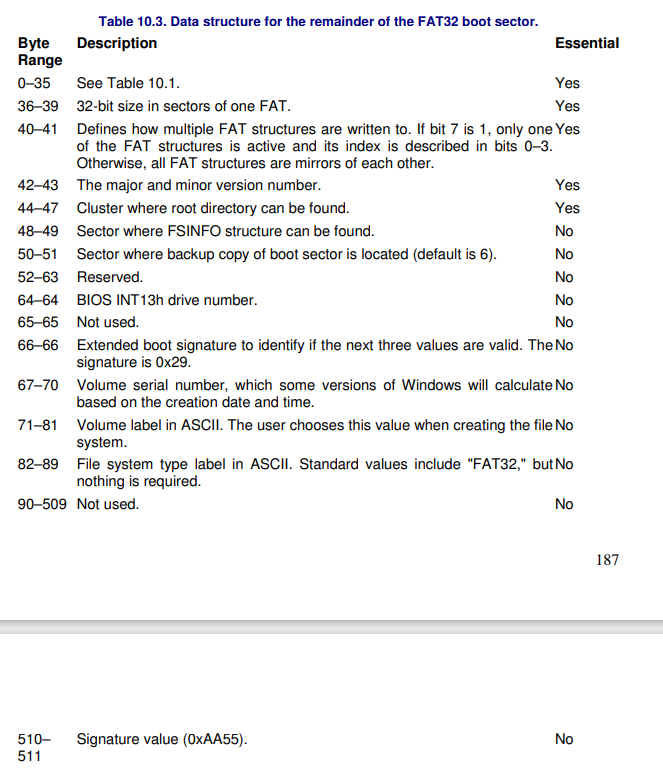 Table 10.3. Data structure for the remainder of the FAT32 boot sector.
Byte Range Description Essential
0–35 See Table 10.1. Yes
36–39 32-bit size in sectors of one FAT. Yes
40–41 Defines how multiple FAT structures are written to. If bit 7 is 1, only one Yes
of the FAT structures is active and its index is described in bits 0–3.
Otherwise, all FAT structures are mirrors of each other.
42–43 The major and minor version number. Yes
44–47 Cluster where root directory can be found. Yes
48–49 Sector where FSINFO structure can be found. No
50–51 Sector where backup copy of boot sector is located (default is 6). No
52–63 Reserved. No
64–64 BIOS INT13h drive number. No
65–65 Not used. No
66–66 Extended boot signature to identify if the next three values are valid. The No
signature is 0x29.
67–70 Volume serial number, which some versions of Windows will calculate No
based on the creation date and time.
71–81 Volume label in ASCII. The user chooses this value when creating the file No
system.
82–89 File system type label in ASCII. Standard values include "FAT32," but No
nothing is required.
90–509 Not used. No
187
510– Signature value (0xAA55). No
511